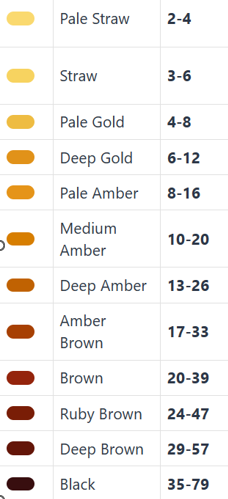 Pale Straw 2-4
Straw 3-6
Pale Gold 4-8
Deep Gold 6-12
Pale Amber 8-16
Medium
Amber 10-20
Deep Amber 13-26
Amber
Brown 17-33
Brown 20-39
Ruby Brown 24-47
Deep Brown 29-57
Black 35-79